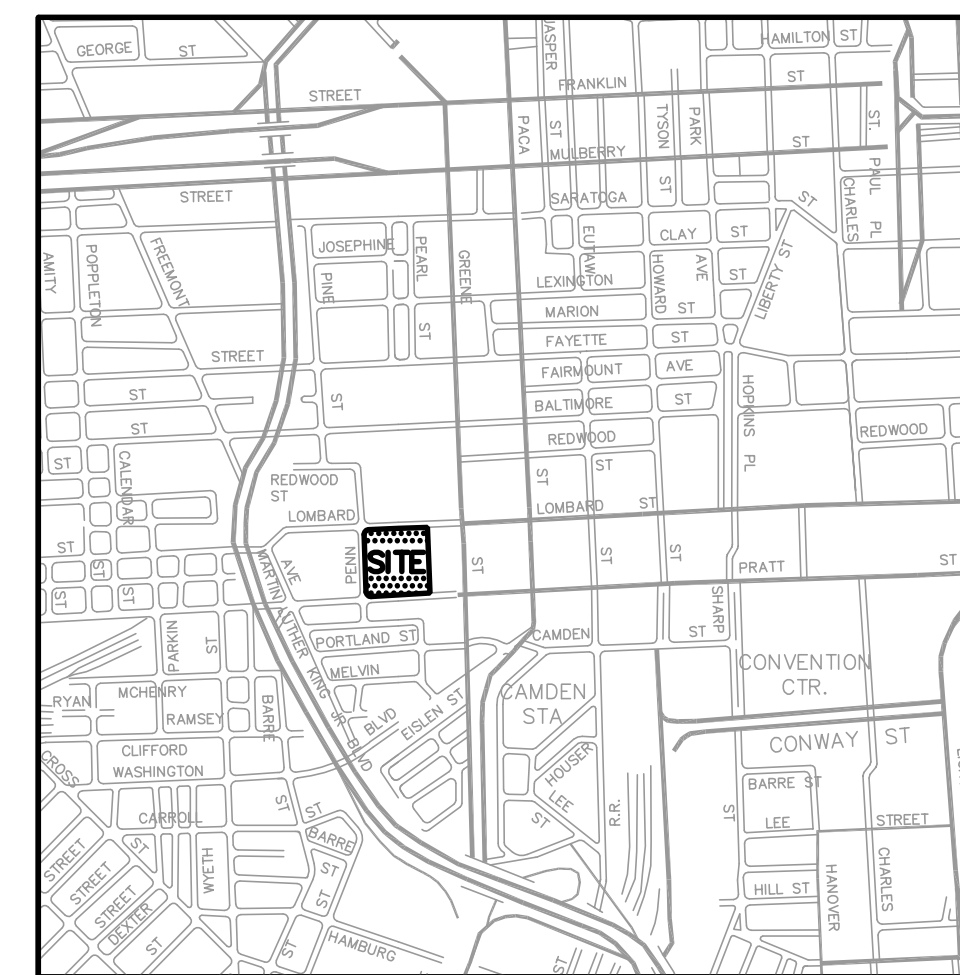 GEORGE ST
JASPER
HAMILTON ST
ST
FRANKLIN
STREET
PACA
ST
TYSON
PARK
ST.
MULBERRY
ST
STREET
SARATOGA
ST
ST
PAUL
PL
CHARLES
FREEMONT
JOSEPHINE
PEARL
EUTAW
CLAY ST
AMITY
POPPLETON
PINE
GREENE
LEXINGTON
HOWARD
AVE
ST
LIBERTY ST
MARION ST
ST
FAYETTE ST
STREET
FAIRMOUNT AVE
ST
ST
BALTIMORE ST
HOPKINS PL
ST
REDWOOD
REDWOOD
ST
CALENDAR
ST
ST
REDWOOD
ST
LOMBARD
LOMBARD ST
ST
MARTIN LUTHER KING JR BLVD
AVE
PENN
SITE
ST
ST
ST
PRATT
ST
ST
ST
ST
SHARP
PARKIN
ST
PORTLAND ST
CAMDEN
ST
MELVIN
CONVENTION
CTR.
RYAN
MCHENRY
BARRE
CAMDEN
STA
RAMSEY
BLVD
EISLEN ST
CONWAY ST
CLIFFORD
CROSS
WASHINGTON
HOUSER
BARRE ST
ST
ST
LEE
ST
R.R.
ST
CARROLL
LEE
STREET
STREET
ST
BARRE
ST
WYETH
STREET
HANOVER
CHARLES
HILL ST
STREET
ST
DEXTER
ST
ST
HAMBURG
ST